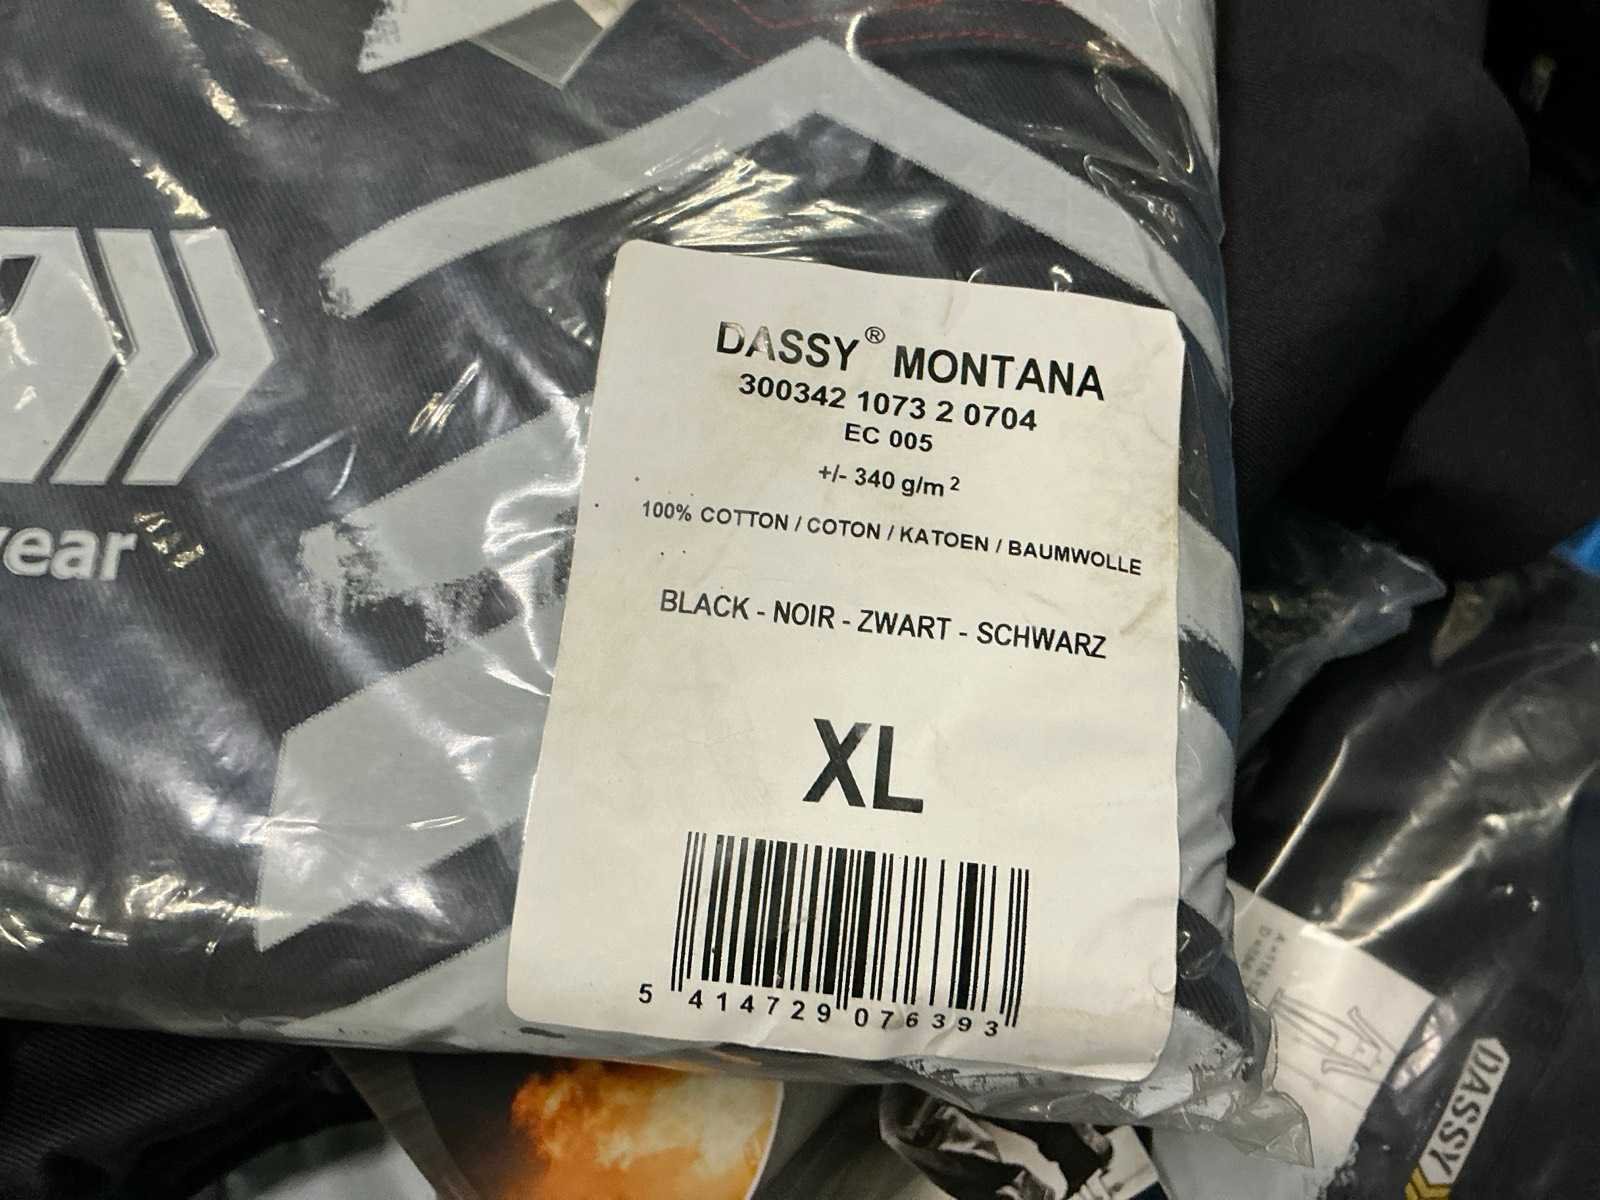 DASSY® MONTANA
300342 1073 2 0704
EC 005
+/- 340 g/m²
100% COTTON / COTON / KATOEN / BAUMWOLLE
BLACK - NOIR - ZWART - SCHWARZ
XL
5 414729 076393
ear
DASSY